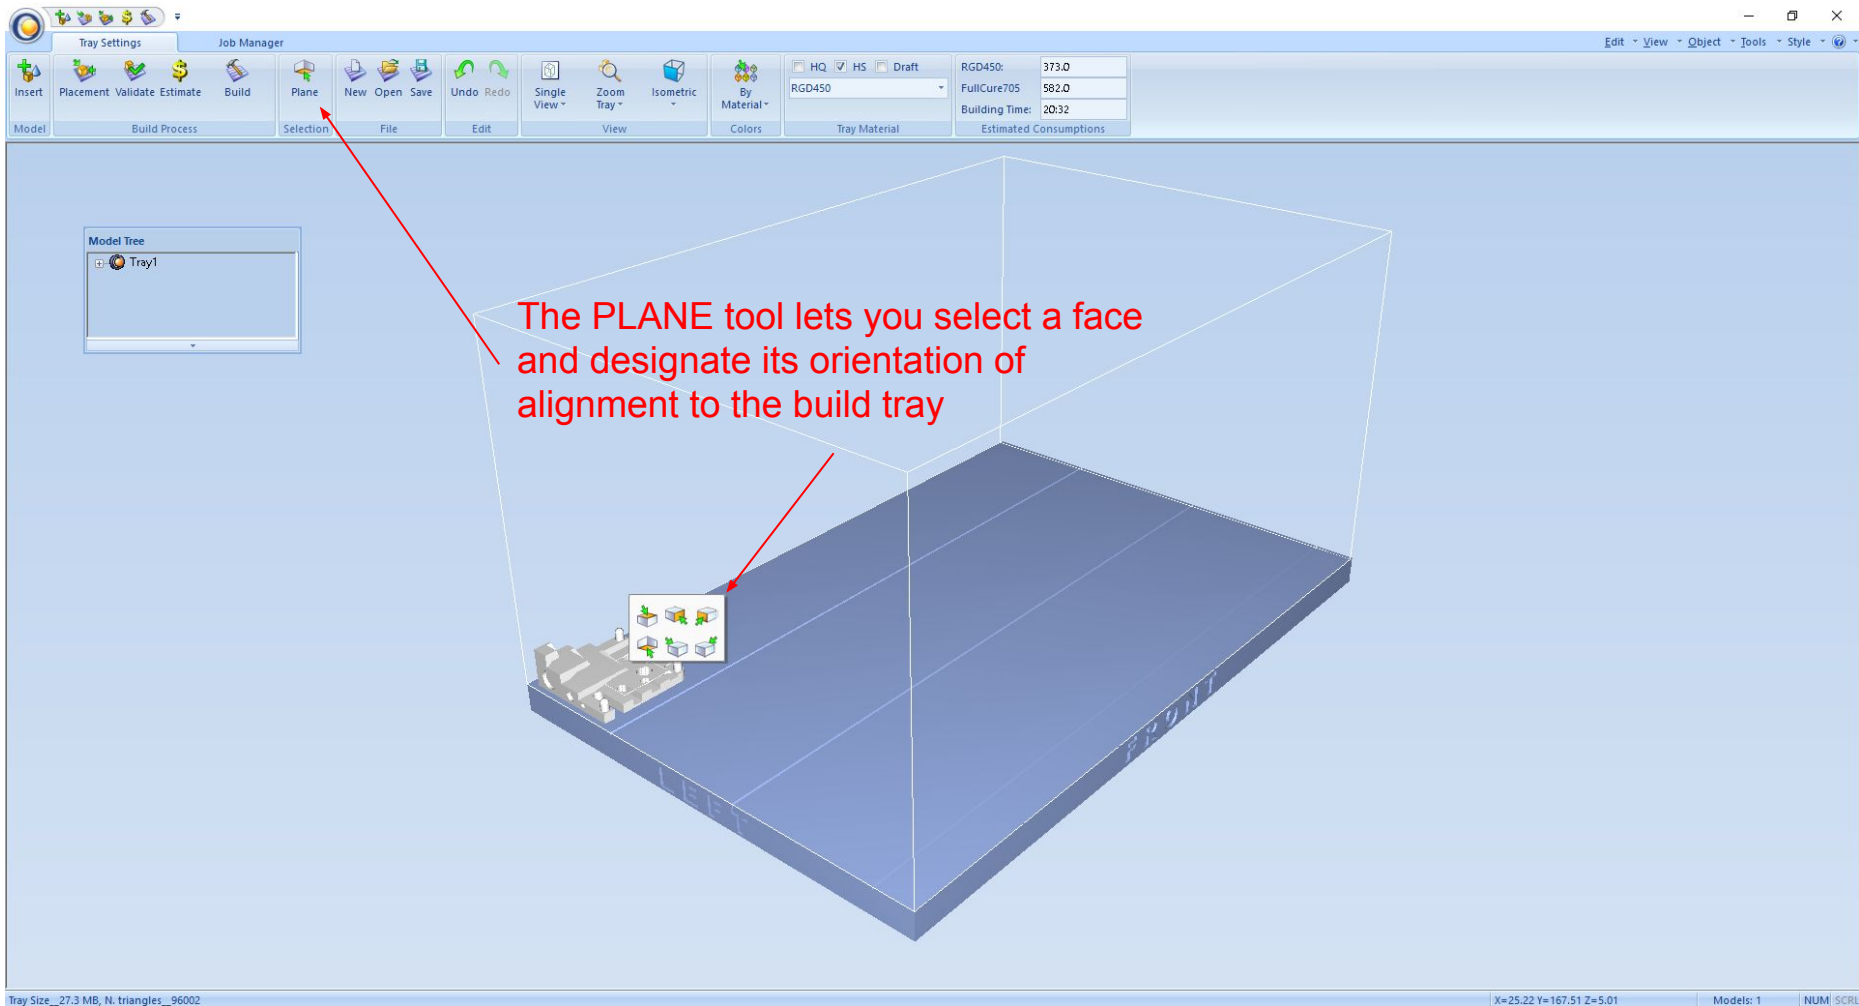 Tray Settings Job Manager Edit View Object Tools Style
HQ HS Draft RGD450: 373.0
Insert Placement Validate Estimate Build Plane New Open Save Undo Redo Single View Zoom Tray Isometric By Material RGD450 FullCure705 582.0
Building Time: 20:32
Model Build Process Selection File Edit View Colors Tray Material Estimated Consumptions
Model Tree
Tray1
The PLANE tool lets you select a face
and designate its orientation of
alignment to the build tray
LEFT
FRONT
Tray Size__27.3 MB, N. triangles__96002 X=25.22 Y=167.51 Z=5.01 Models: 1 NUM SCRL